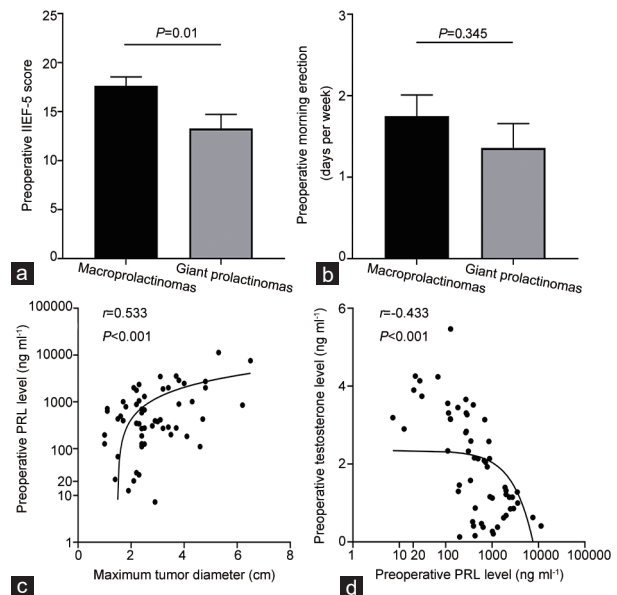 25
20
15
10
5
0
Preoperative IIEF-5 score
P=0.01
Macroprolactinomas
Giant prolactinomas
a
3
2
1
0
Preoperative morning erection
(days per week)
P=0.345
Macroprolactinomas
Giant prolactinomas
b
100000
10000
1000
100
20
10
1
Preoperative PRL level (ng ml-1)
r=0.533
P<0.001
0
2
4
6
8
Maximum tumor diameter (cm)
c
6
4
2
0
Preoperative testosterone level (ng ml-1)
r=-0.433
P<0.001
1
10 20
100
1000
10000
100000
Preoperative PRL level (ng ml-1)
d